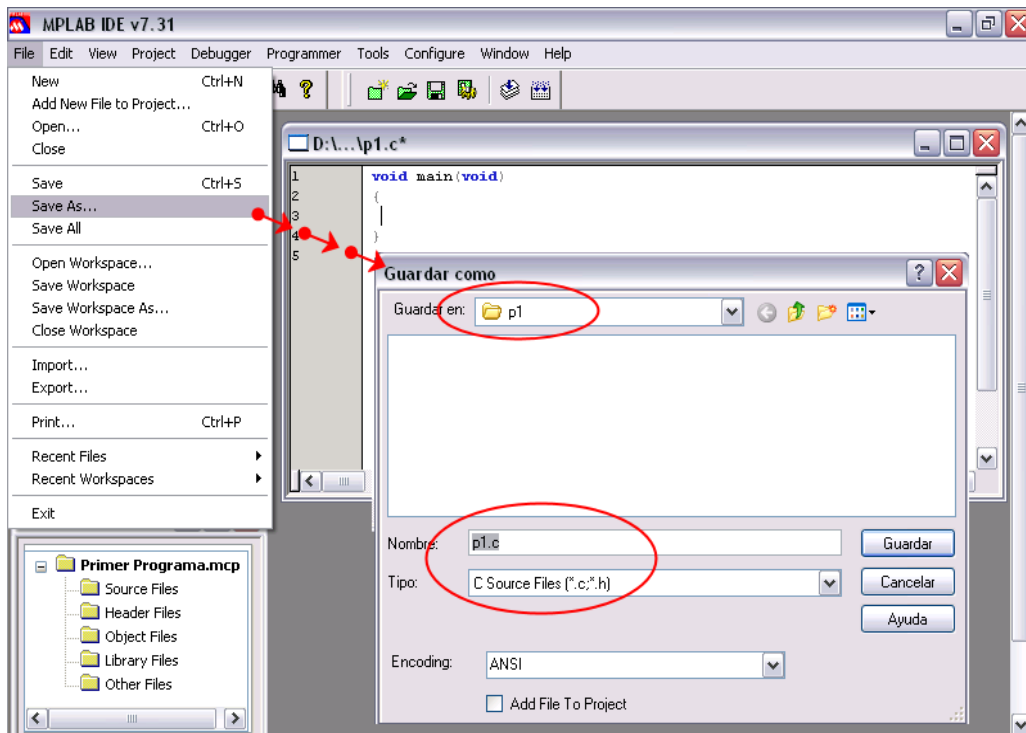 MPLAB IDE v7.31
File Edit View Project Debugger Programmer Tools Configure Window Help
New Ctrl+N
Add New File to Project...
Open... Ctrl+O
Close
Save Ctrl+S
Save As...
Save All
Open Workspace...
Save Workspace
Save Workspace As...
Close Workspace
Import...
Export...
Print... Ctrl+P
Recent Files
Recent Workspaces
Exit
D:\...\p1.c*
1 void main(void)
2 {
3
4 }
5
Guardar como
Guardar en: p1
Nombre: p1.c
Guardar
Tipo: C Source Files (*.c;*.h)
Cancelar
Ayuda
Encoding: ANSI
Add File To Project
Primer Programa.mcp
Source Files
Header Files
Object Files
Library Files
Other Files